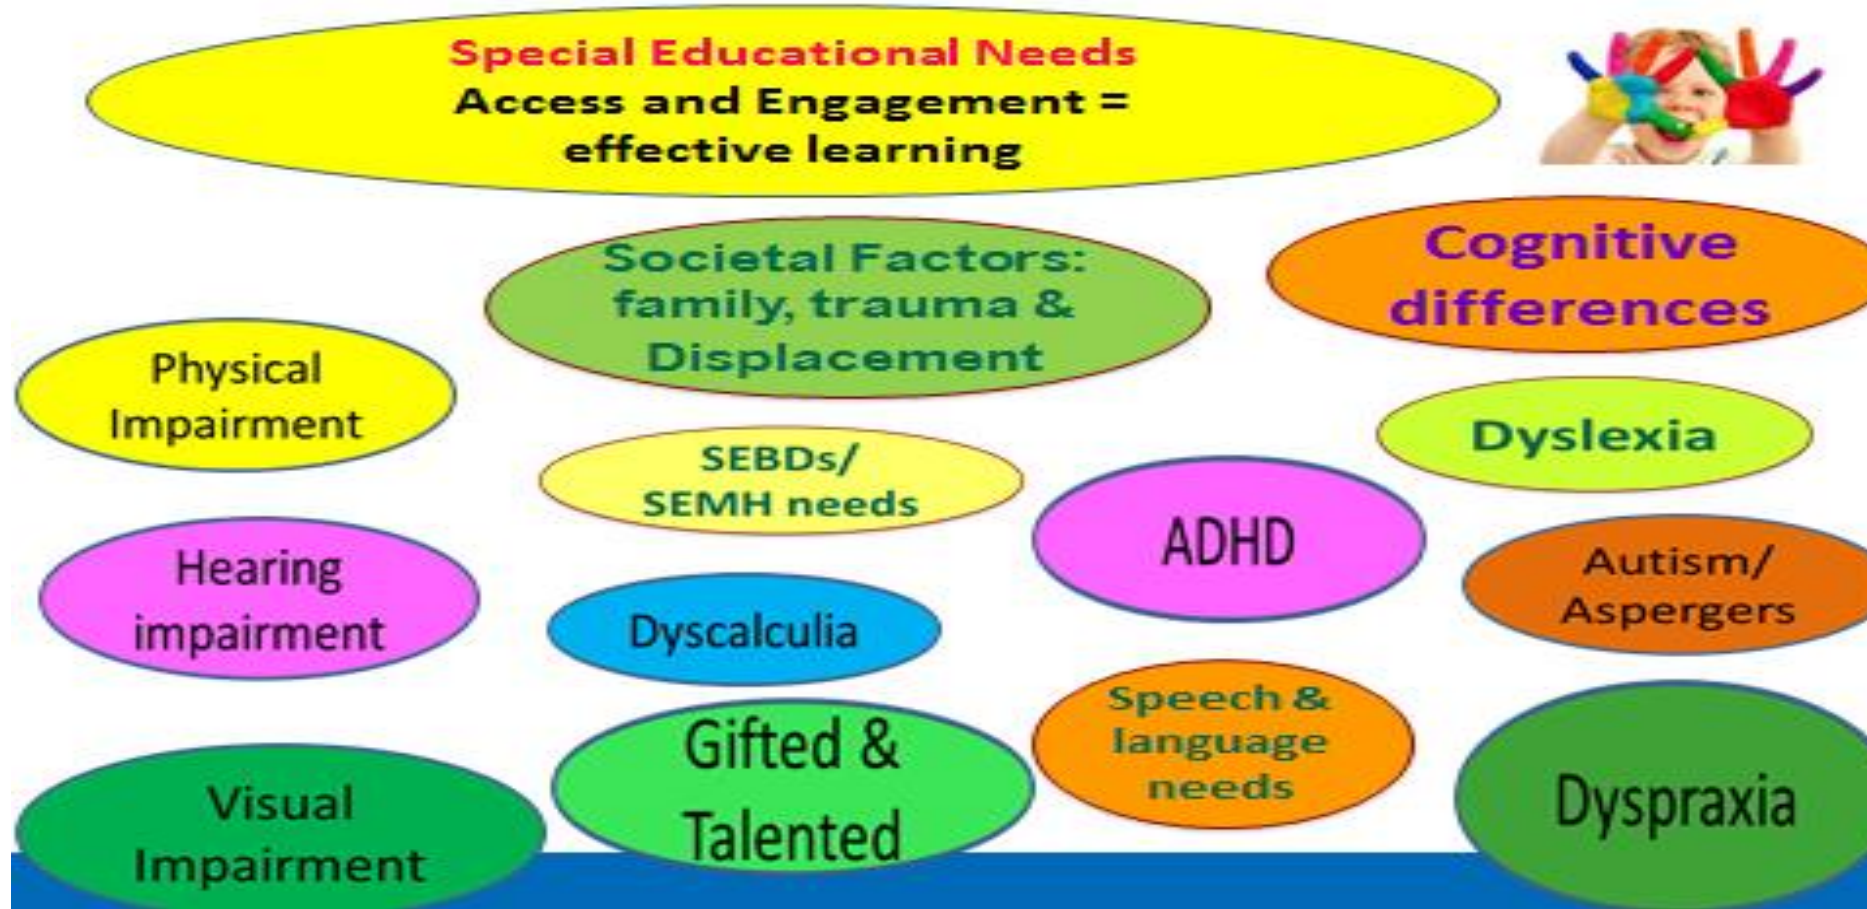 Special Educational Needs
Access and Engagement =
effective learning
Societal Factors:
family, trauma &
Displacement
Cognitive
differences
Physical
Impairment
SEBDs/
SEMH needs
ADHD
Dyslexia
Hearing
impairment
Dyscalculia
Autism/
Aspergers
Speech &
language
needs
Gifted &
Talented
Visual
Impairment
Dyspraxia